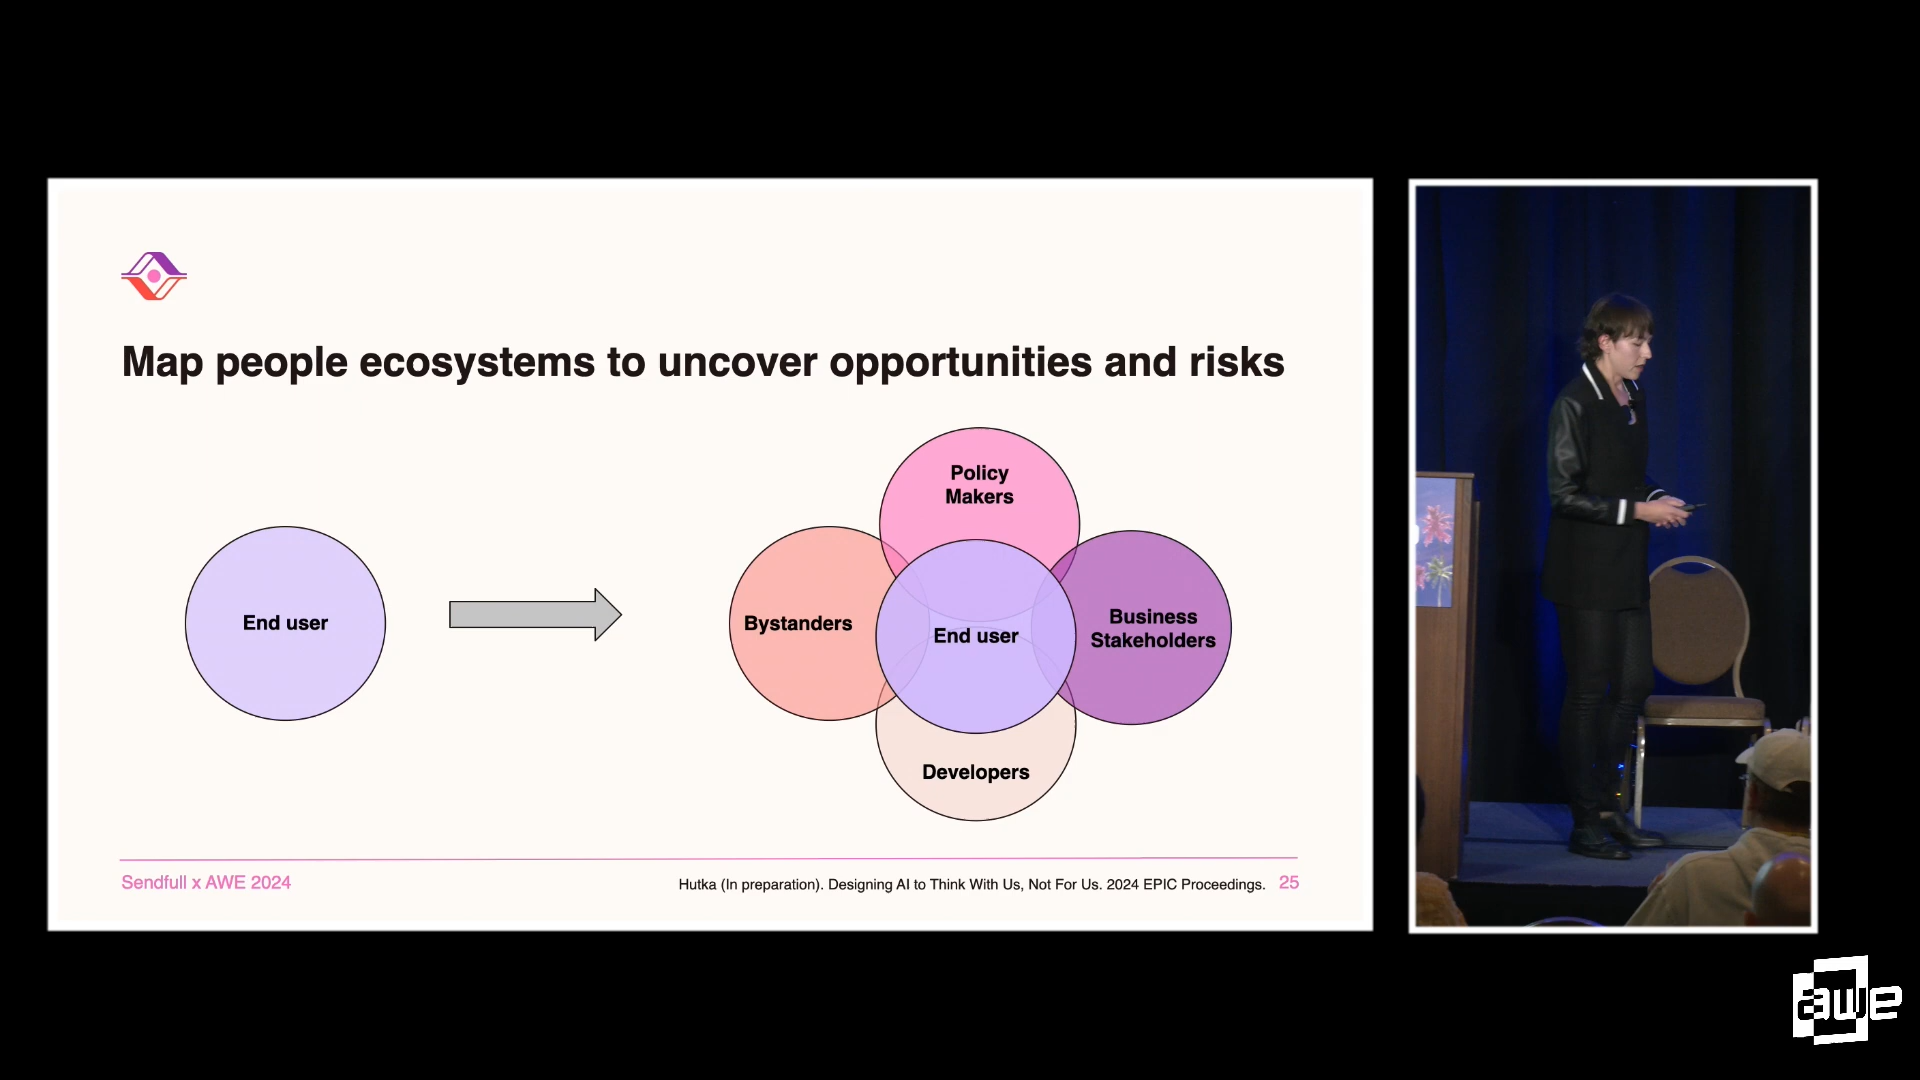 Map people ecosystems to uncover opportunities and risks
End user
Policy
Makers
Bystanders
End user
Business
Stakeholders
Developers
Sendfull x AWE 2024
Hutka (In preparation). Designing AI to Think With Us, Not For Us. 2024 EPIC Proceedings.
25
awe